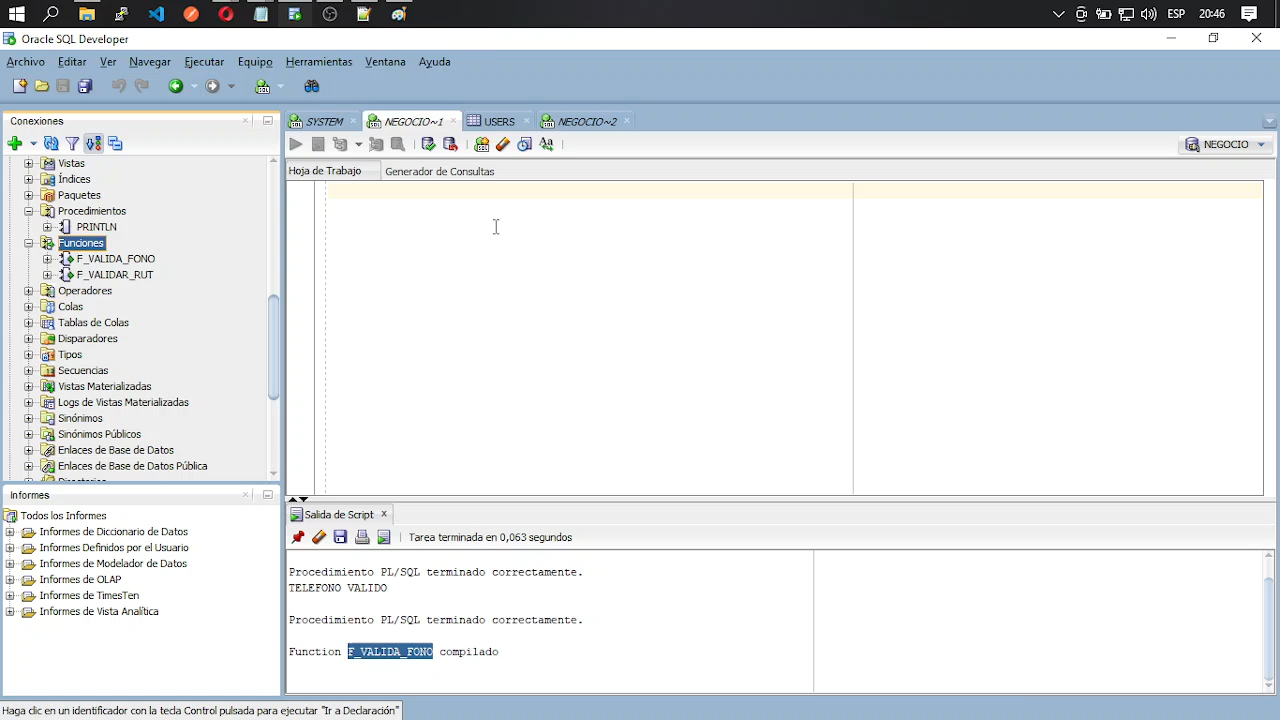 ESP 20:46
Oracle SQL Developer
Archivo Editar Ver Navegar Ejecutar Equipo Herramientas Ventana Ayuda
Conexiones
SYSTEM NEGOCIO~1 USERS NEGOCIO~2
NEGOCIO
Hoja de Trabajo Generador de Consultas
Vistas
Índices
Paquetes
Procedimientos
PRINTLN
Funciones
F_VALIDA_FONO
F_VALIDAR_RUT
Operadores
Colas
Tablas de Colas
Disparadores
Tipos
Secuencias
Vistas Materializadas
Logs de Vistas Materializadas
Sinónimos
Sinónimos Públicos
Enlaces de Base de Datos
Enlaces de Base de Datos Pública
Informes
Todos los Informes
Informes de Diccionario de Datos
Informes Definidos por el Usuario
Informes de Modelador de Datos
Informes de OLAP
Informes de TimesTen
Informes de Vista Analítica
Salida de Script
Tarea terminada en 0,063 segundos
Procedimiento PL/SQL terminado correctamente.
TELEFONO VALIDO
Procedimiento PL/SQL terminado correctamente.
Function F_VALIDA_FONO compilado
Haga clic en un identificador con la tecla Control pulsada para ejecutar "Ir a Declaración"